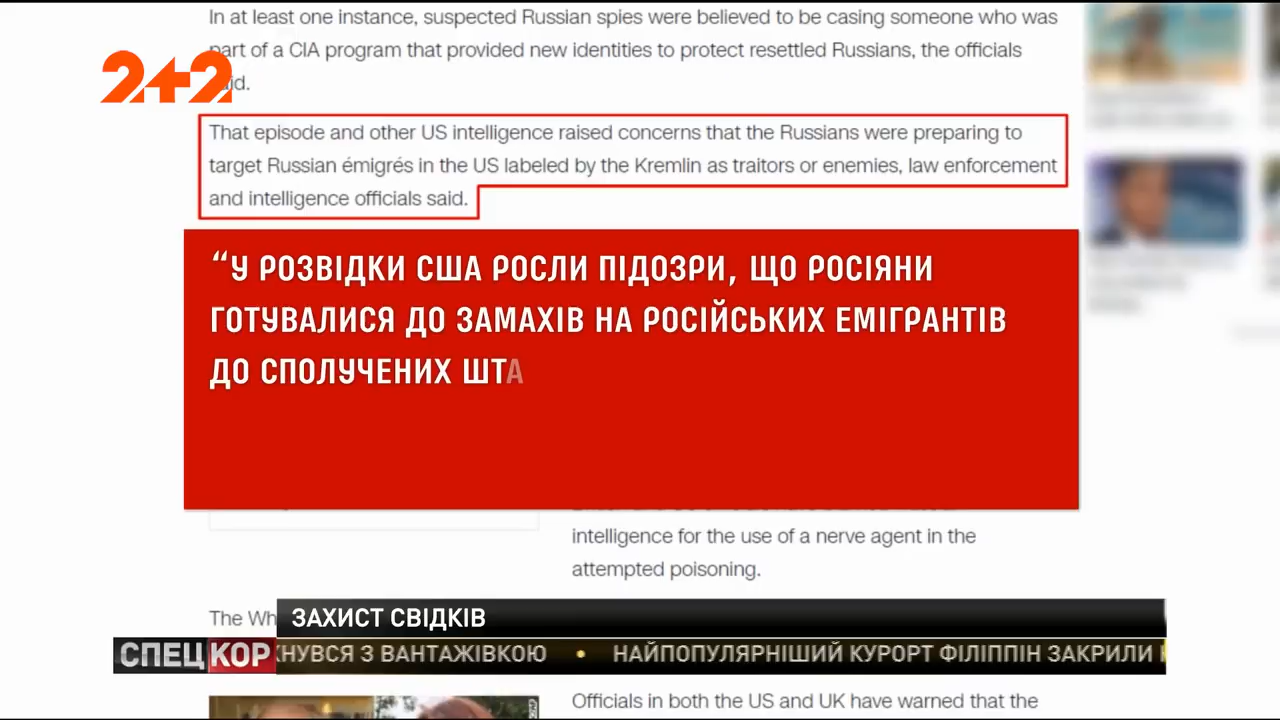 In at least one instance, suspected Russian spies were believed to be casing someone who was
part of a CIA program that provided new identities to protect resettled Russians, the officials
2+2
That episode and other US intelligence raised concerns that the Russians were preparing to
target Russian émigrés in the US labeled by the Kremlin as traitors or enemies, law enforcement
and intelligence officials said.
“У РОЗВІДКИ США РОСЛИ ПІДОЗРИ, ЩО РОСІЯНИ
ГОТУВАЛИСЯ ДО ЗАМАХІВ НА РОСІЙСЬКИХ ЕМІГРАНТІВ
ДО СПОЛУЧЕНИХ ШТА
intelligence for the use of a nerve agent in the
attempted poisoning.
The Wh
ЗАХИСТ СВІДКІВ
СПЕЦКОР
ХНУВСЯ З ВАНТАЖІВКОЮ • НАЙПОПУЛЯРНІШИЙ КУРОРТ ФІЛІППІН ЗАКРИЛИ
Officials in both the US and UK have warned that the